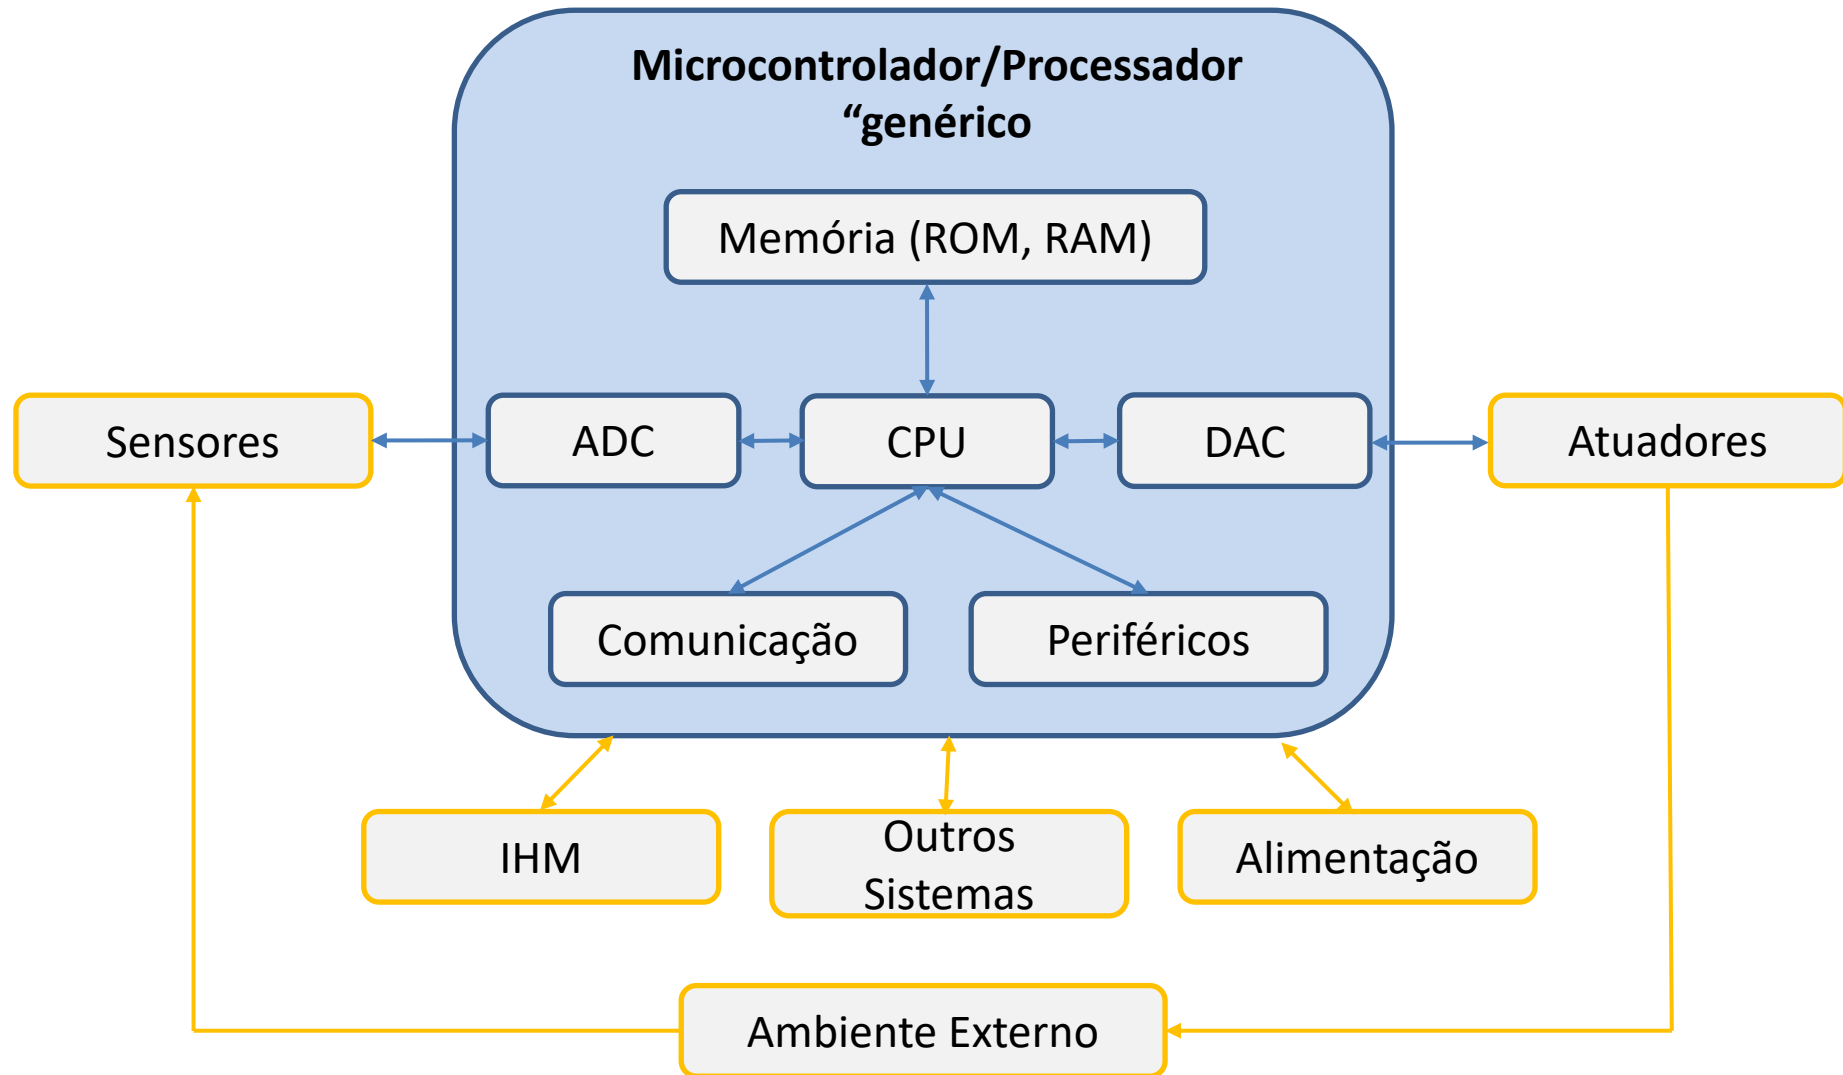 Microcontrolador/Processador
“genérico
Memória (ROM, RAM)
Sensores
ADC
CPU
DAC
Atuadores
Comunicação
Periféricos
IHM
Outros
Sistemas
Alimentação
Ambiente Externo